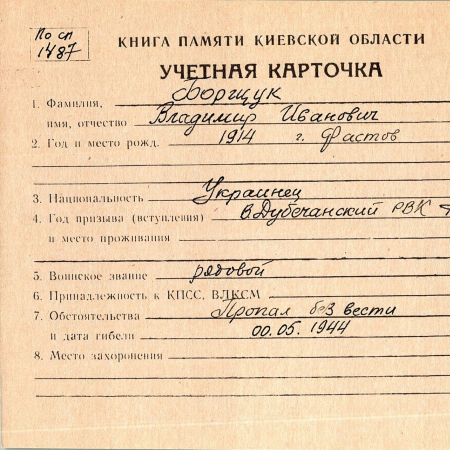 По сп
1487
КНИГА ПАМЯТИ КИЕВСКОЙ ОБЛАСТИ
УЧЕТНАЯ КАРТОЧКА
1. Фамилия, Борщук
имя, отчество Владимир Иванович
2. Год и место рожд. 1914 г. Фастов
3. Национальность Украинец
4. Год призыва (вступления) в Дубечанский РВК
и место проживания
5. Воинское звание рядовой
6. Принадлежность к КПСС, ВЛКСМ
7. Обстоятельства Пропал без вести
и дата гибели 00.05.1944
8. Место захоронения